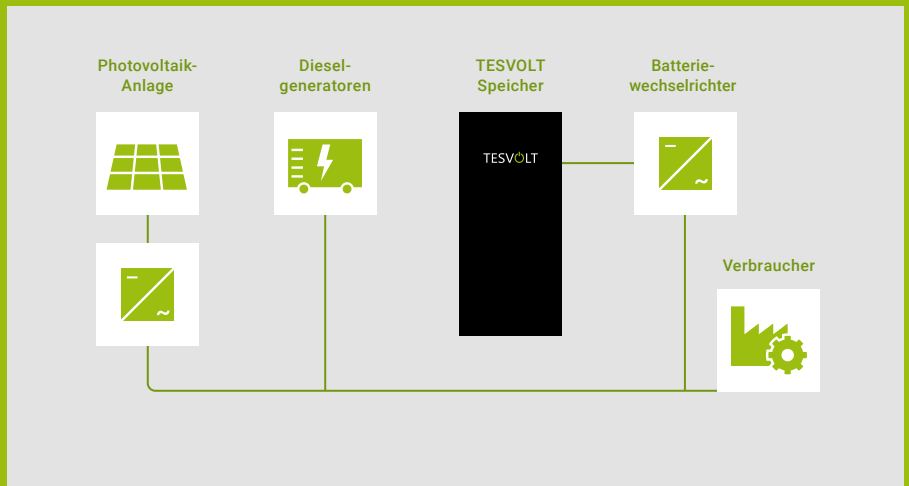 Photovoltaik-
Anlage
Diesel-
generatoren
TESVOLT
Speicher
Batterie-
wechselrichter
TESVOLT
Verbraucher